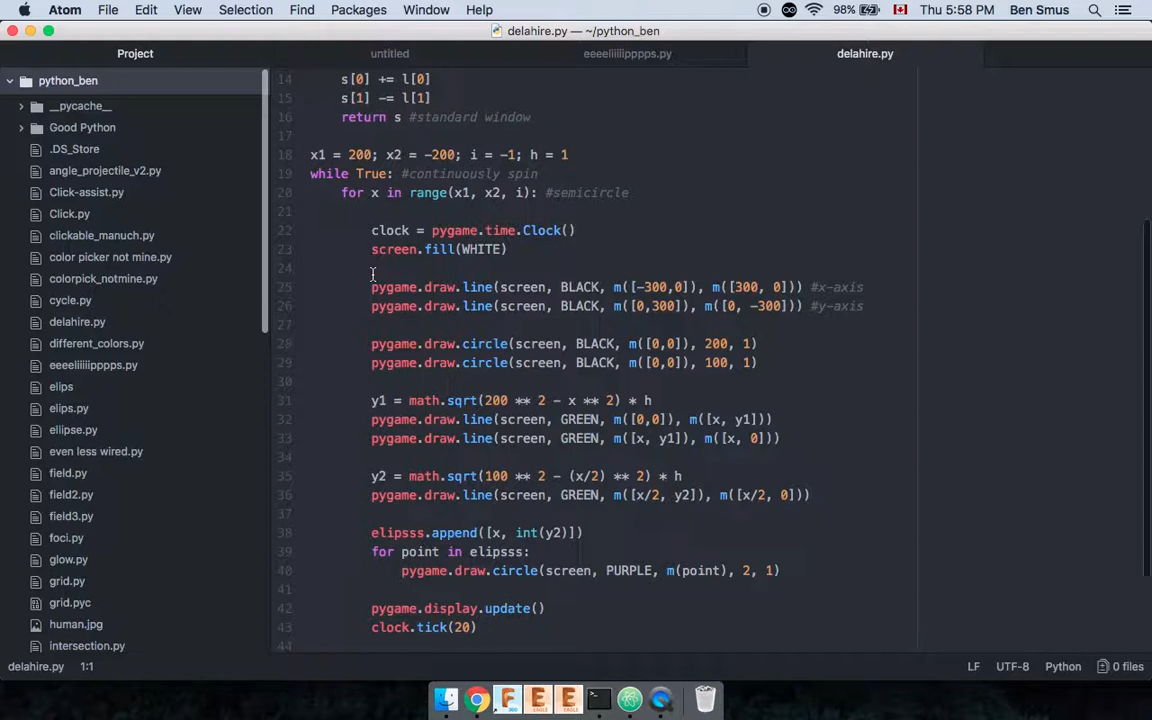 Atom File Edit View Selection Find Packages Window Help 98% Thu 5:58 PM Ben Smus
delahire.py — ~/python_ben
Project
untitled
eeeeliiiiipppps.py
delahire.py
python_ben
__pycache__
Good Python
.DS_Store
angle_projectile_v2.py
Click-assist.py
Click.py
clickable_manuch.py
color picker not mine.py
colorpick_notmine.py
cycle.py
delahire.py
different_colors.py
eeeeliiiiipppps.py
elips
elips.py
ellipse.py
even less wired.py
field.py
field2.py
field3.py
foci.py
glow.py
grid.py
grid.pyc
human.jpg
intersection.py
14 s[0] += l[0]
15 s[1] -= l[1]
16 return s #standard window
17
18 x1 = 200; x2 = -200; i = -1; h = 1
19 while True: #continuously spin
20 for x in range(x1, x2, i): #semicircle
21
22 clock = pygame.time.Clock()
23 screen.fill(WHITE)
24
25 pygame.draw.line(screen, BLACK, m([-300,0]), m([300, 0])) #x-axis
26 pygame.draw.line(screen, BLACK, m([0,300]), m([0, -300])) #y-axis
27
28 pygame.draw.circle(screen, BLACK, m([0,0]), 200, 1)
29 pygame.draw.circle(screen, BLACK, m([0,0]), 100, 1)
30
31 y1 = math.sqrt(200 ** 2 - x ** 2) * h
32 pygame.draw.line(screen, GREEN, m([0,0]), m([x, y1]))
33 pygame.draw.line(screen, GREEN, m([x, y1]), m([x, 0]))
34
35 y2 = math.sqrt(100 ** 2 - (x/2) ** 2) * h
36 pygame.draw.line(screen, GREEN, m([x/2, y2]), m([x/2, 0]))
37
38 elipsss.append([x, int(y2)])
39 for point in elipsss:
40 pygame.draw.circle(screen, PURPLE, m(point), 2, 1)
41
42 pygame.display.update()
43 clock.tick(20)
44
delahire.py 1:1 LF UTF-8 Python 0 files
F
360
E
EAGLE
E
EAGLE